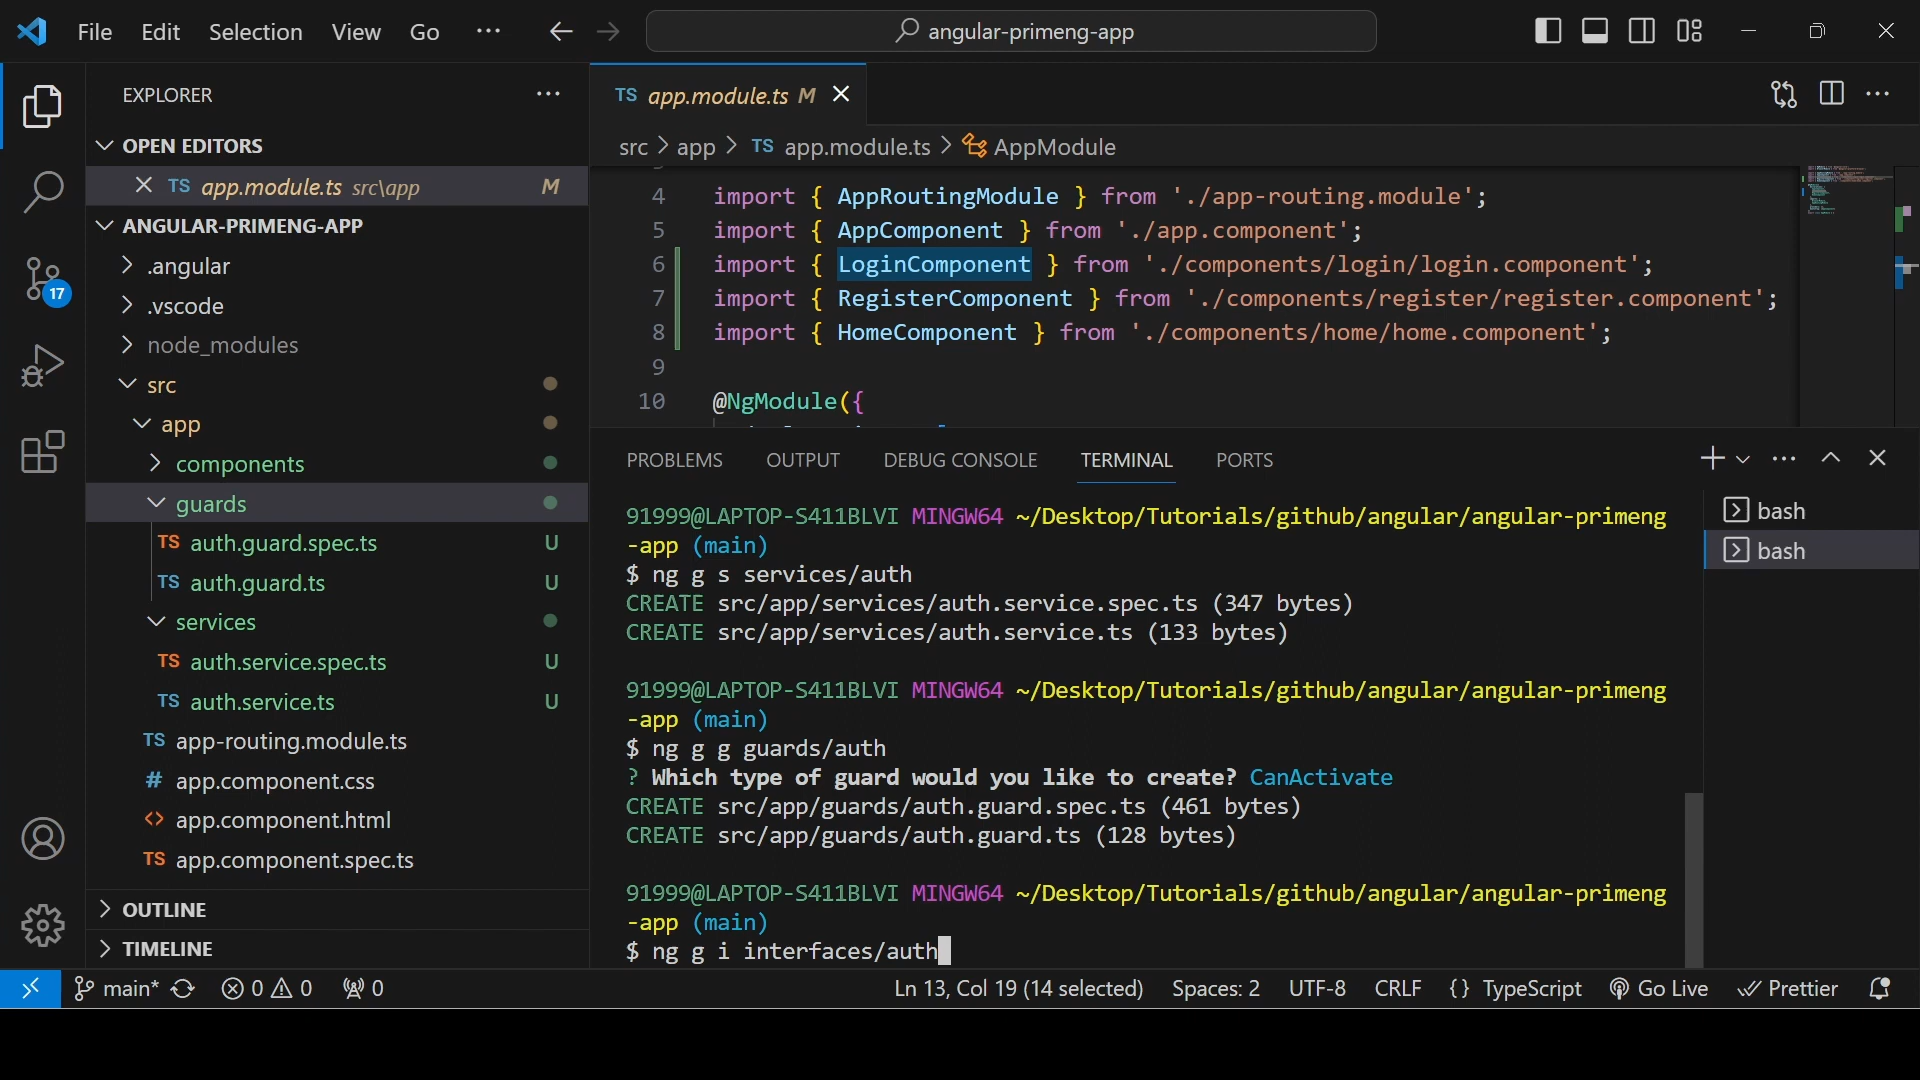 File Edit Selection View Go ··· angular-primeng-app
EXPLORER ···
OPEN EDITORS
TS app.module.ts src\app M
ANGULAR-PRIMENG-APP
.angular
.vscode
node_modules
src
app
components
guards
TS auth.guard.spec.ts U
TS auth.guard.ts U
services
TS auth.service.spec.ts U
TS auth.service.ts U
TS app-routing.module.ts
# app.component.css
<> app.component.html
TS app.component.spec.ts
OUTLINE
TIMELINE
17
TS app.module.ts M
src > app > TS app.module.ts > AppModule
4 import { AppRoutingModule } from './app-routing.module';
5 import { AppComponent } from './app.component';
6 import { LoginComponent } from './components/login/login.component';
7 import { RegisterComponent } from './components/register/register.component';
8 import { HomeComponent } from './components/home/home.component';
9
10 @NgModule({
PROBLEMS OUTPUT DEBUG CONSOLE TERMINAL PORTS
91999@LAPTOP-S411BLVI MINGW64 ~/Desktop/Tutorials/github/angular/angular-primeng
-app (main)
$ ng g s services/auth
CREATE src/app/services/auth.service.spec.ts (347 bytes)
CREATE src/app/services/auth.service.ts (133 bytes)
91999@LAPTOP-S411BLVI MINGW64 ~/Desktop/Tutorials/github/angular/angular-primeng
-app (main)
$ ng g g guards/auth
? Which type of guard would you like to create? CanActivate
CREATE src/app/guards/auth.guard.spec.ts (461 bytes)
CREATE src/app/guards/auth.guard.ts (128 bytes)
91999@LAPTOP-S411BLVI MINGW64 ~/Desktop/Tutorials/github/angular/angular-primeng
-app (main)
$ ng g i interfaces/auth
bash
bash
main* 0 0 0 Ln 13, Col 19 (14 selected) Spaces: 2 UTF-8 CRLF {} TypeScript Go Live Prettier